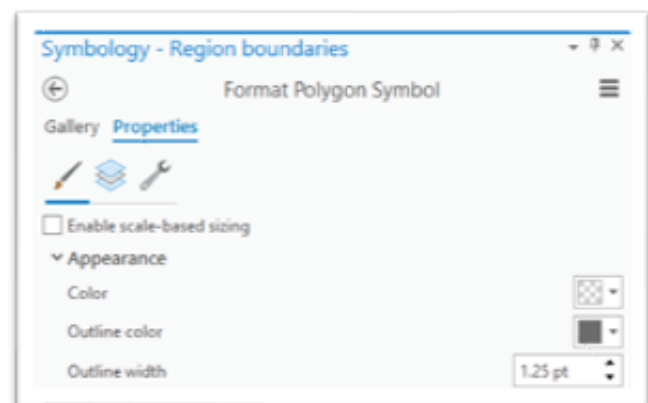 Symbology - Region boundaries
Format Polygon Symbol
Gallery Properties
Enable scale-based sizing
Appearance
Color
Outline color
Outline width 1.25 pt